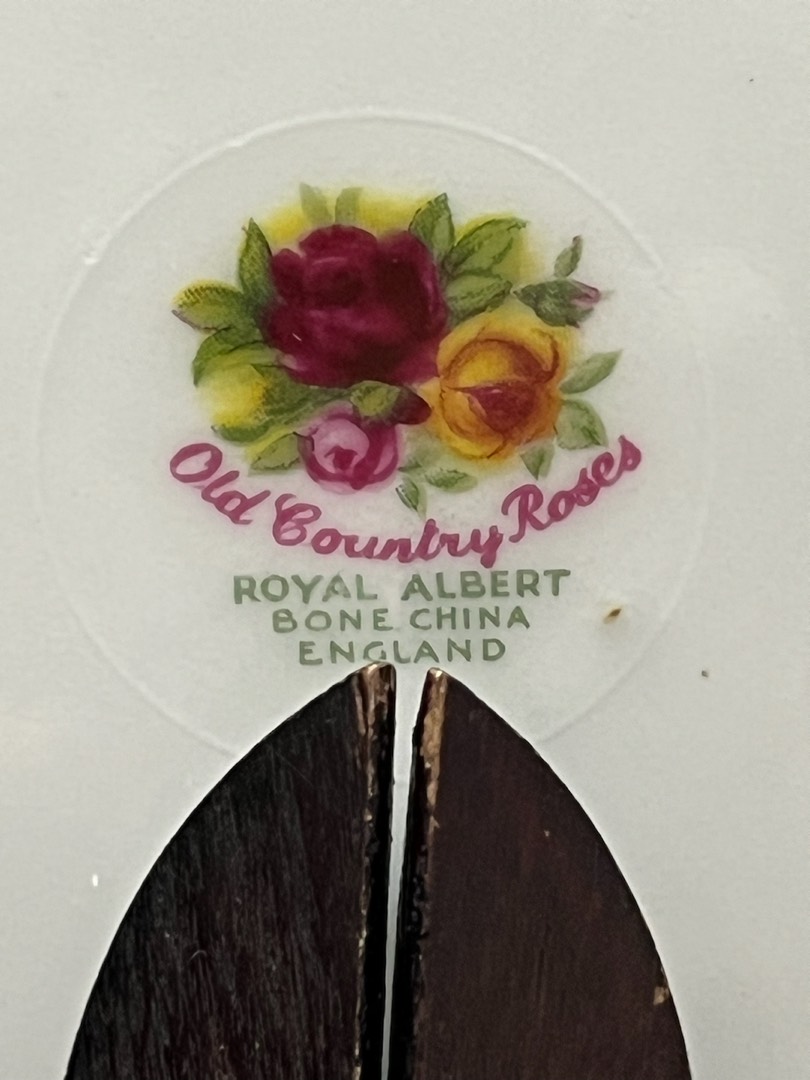 Old Country Roses
ROYAL ALBERT
BONE CHINA
ENGLAND